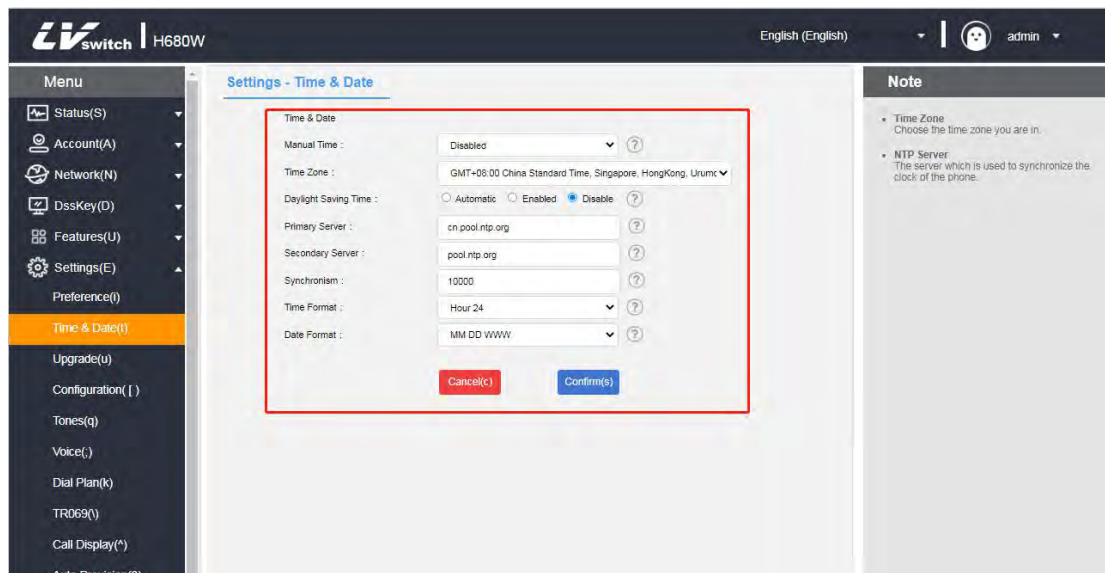 LVswitch H680W
English (English)
admin
Menu
Status(S)
Account(A)
Network(N)
DssKey(D)
Features(U)
Settings(E)
Preference(i)
Time & Date(t)
Upgrade(u)
Configuration( [ )
Tones(q)
Voice(;)
Dial Plan(k)
TR069(\)
Call Display(^)
Settings - Time & Date
Time & Date
Manual Time : Disabled ?
Time Zone : GMT+08:00 China Standard Time, Singapore, HongKong, Urumc
Daylight Saving Time : Automatic Enabled Disable ?
Primary Server : cn.pool.ntp.org ?
Secondary Server : pool.ntp.org ?
Synchronism : 10000 ?
Time Format : Hour 24 ?
Date Format : MM DD WWW ?
Cancel(c) Confirm(s)
Note
Time Zone
Choose the time zone you are in.
NTP Server
The server which is used to synchronize the
clock of the phone.